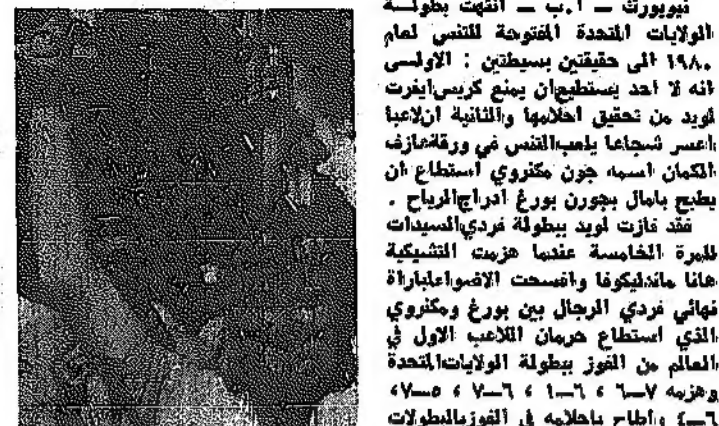 نيويورك — ا.ب — انتهت بطولة
الولايات المتحدة المفتوحة للتنس لعام
١٩٨٠ الى حقيقتين بسيطتين : الاولى
انه لا احد يستطيع ان يمنع كريس ايفرت
لويد من تحقيق احلامها والثانية ان لاعبا
اعسر شجاعا يلعب التنس في ورقة عازف
الكمان اسمه جون مكنروي استطاع ان
يطيح بامال بجورن بورغ ادراج الرياح .
فقد فازت لويد ببطولة فردي السيدات
للمرة الخامسة عندما هزمت التشيكية
هانا ماندليكوفا وافسحت الاضواء لمباراة
نهائي فردي الرجال بين بورغ ومكنروي
الذي استطاع حرمان اللاعب الاول في
العالم من الفوز ببطولة الولايات المتحدة
وهزمه ٧—٦ ، ٦—١ ، ٦—٧ ، ٥—٧،
٦—٤ واطاح باحلامه في الفوز بالبطولات